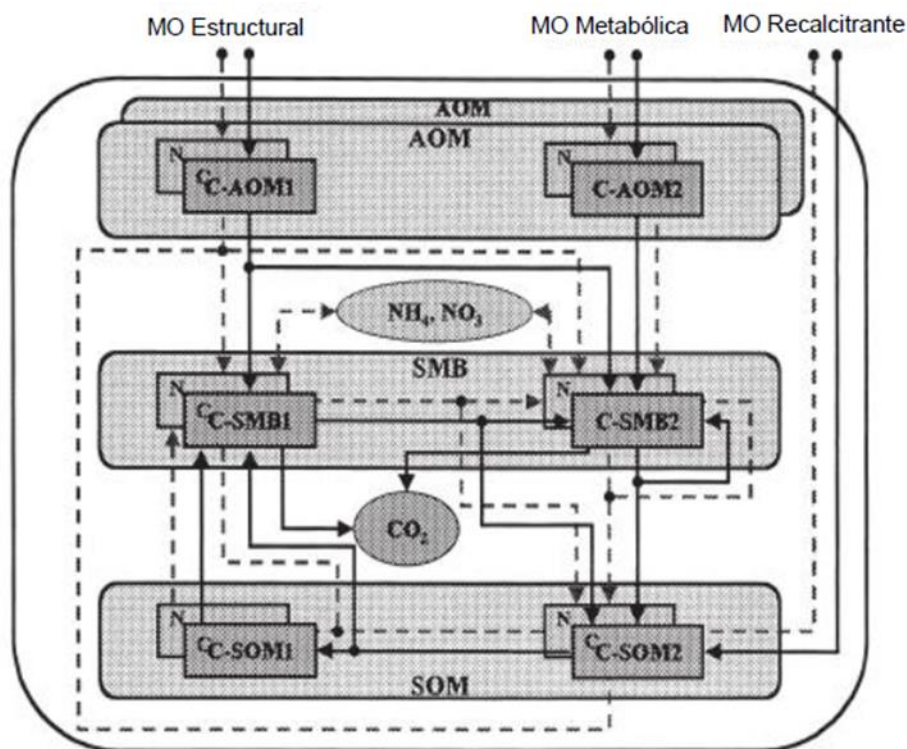 MO Estructural
MO Metabólica
MO Recalcitrante
AOM
AOM
N
C
C-AOM1
N
C-AOM2
NH₄, NO₃
SMB
N
C
C-SMB1
N
C-SMB2
CO₂
N
C
C-SOM1
N
C
C-SOM2
SOM